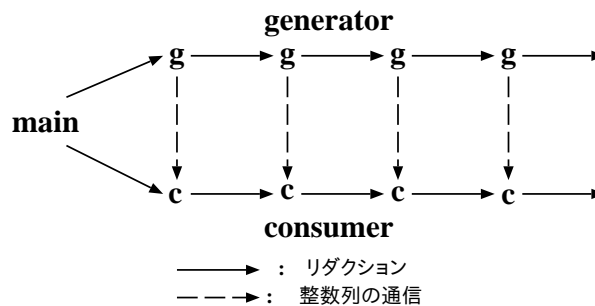 generator
g g g g
main
c c c c
consumer
: リダクション
: 整数列の通信